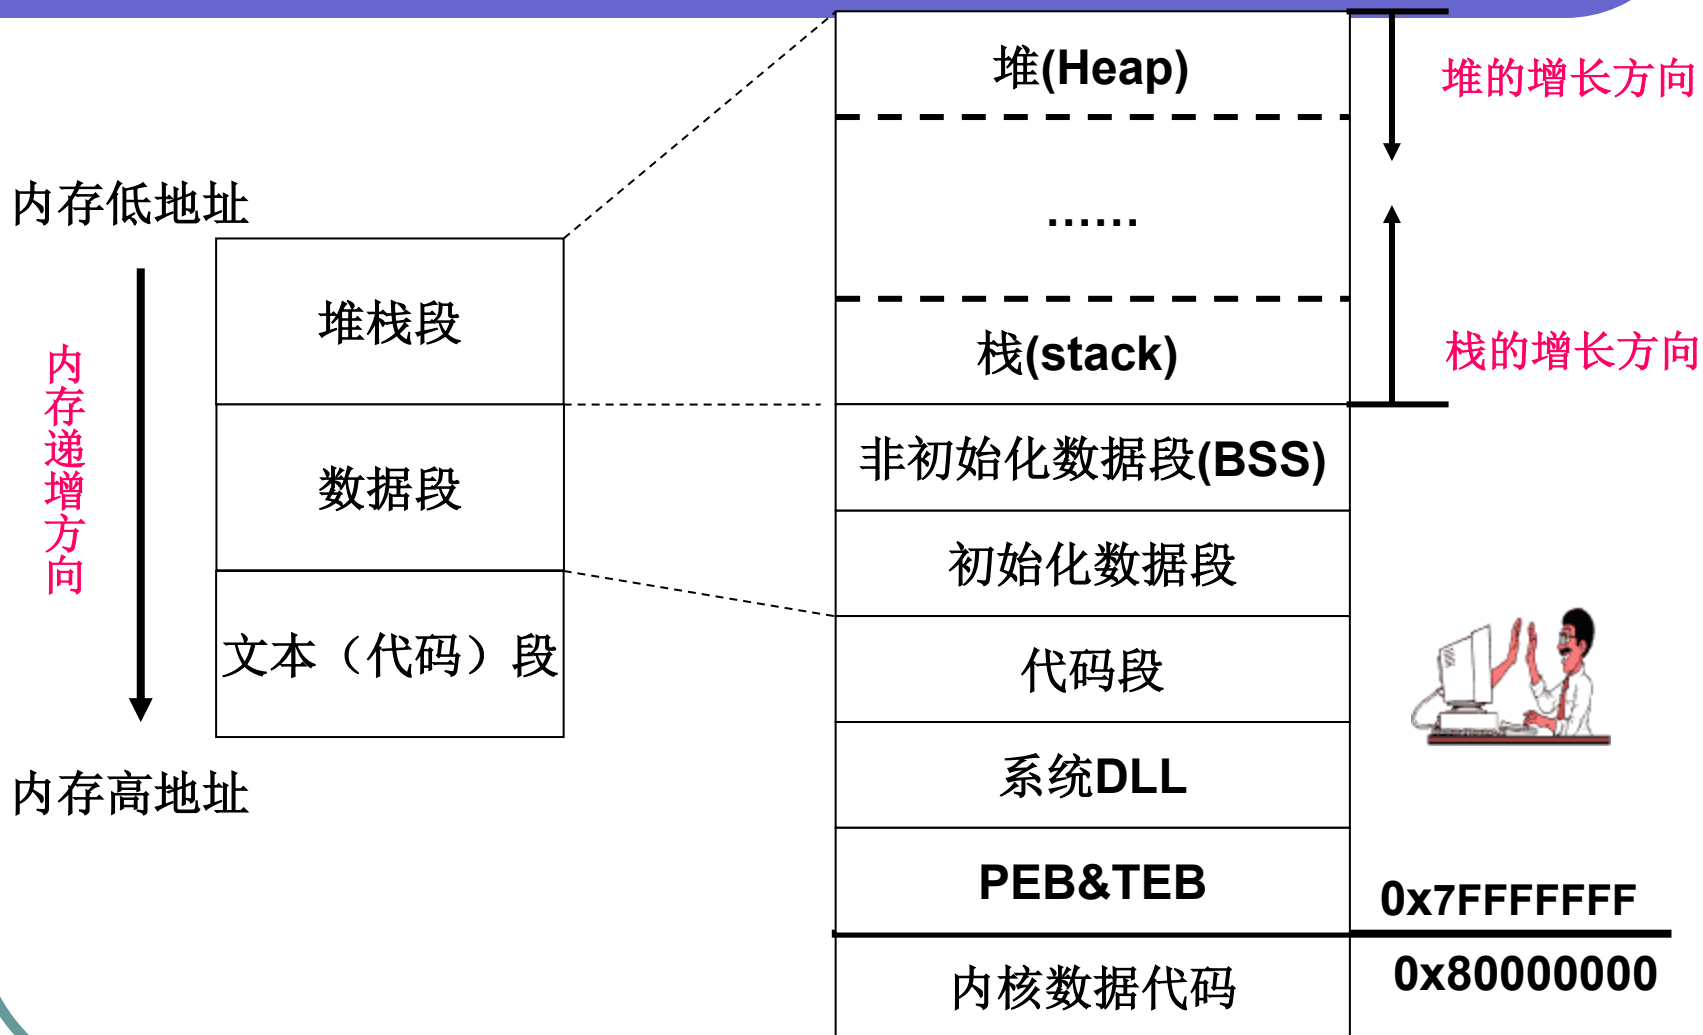 内存低地址
内存递增方向
堆栈段
数据段
文本（代码）段
内存高地址
堆(Heap)
……
栈(stack)
非初始化数据段(BSS)
初始化数据段
代码段
系统DLL
PEB&TEB
内核数据代码
堆的增长方向
栈的增长方向
0x7FFFFFFF
0x80000000